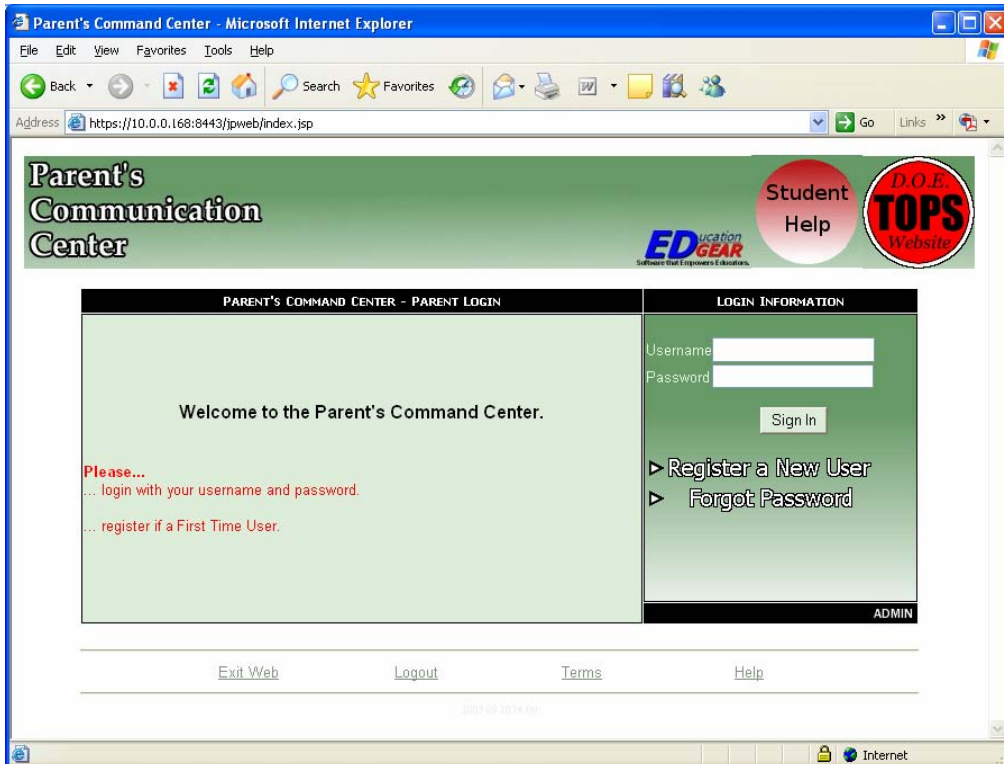 Parent's Command Center - Microsoft Internet Explorer
File Edit View Favorites Tools Help
Back Search Favorites
Address https://10.0.0.168:8443/jpweb/index.jsp Go Links »
Parent's
Communication
Center
EDucation
GEAR
Software that Empowers Educators.
Student
Help
D.O.E.
TOPS
Website
PARENT'S COMMAND CENTER - PARENT LOGIN
LOGIN INFORMATION
Welcome to the Parent's Command Center.
Please...
... login with your username and password.
... register if a First Time User.
Username
Password
Sign In
Register a New User
Forgot Password
ADMIN
Exit Web Logout Terms Help
Internet